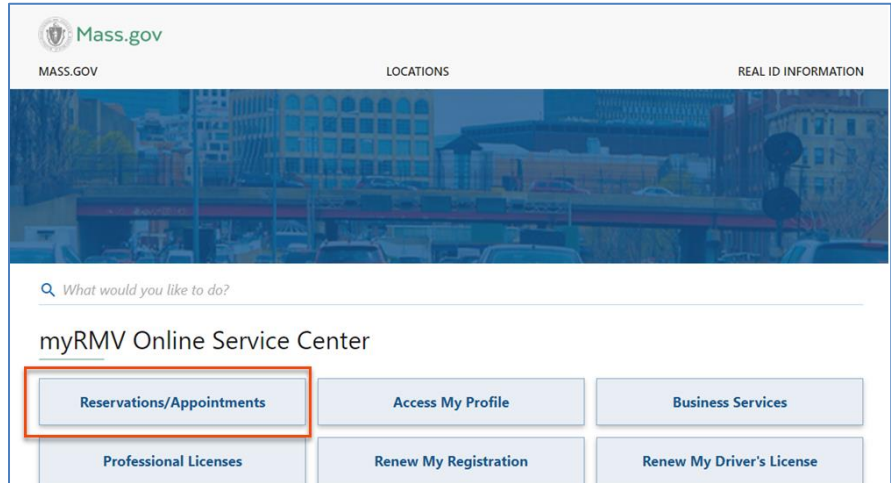 Mass.gov
MASS.GOV LOCATIONS REAL ID INFORMATION
What would you like to do?
myRMV Online Service Center
Reservations/Appointments Access My Profile Business Services
Professional Licenses Renew My Registration Renew My Driver's License